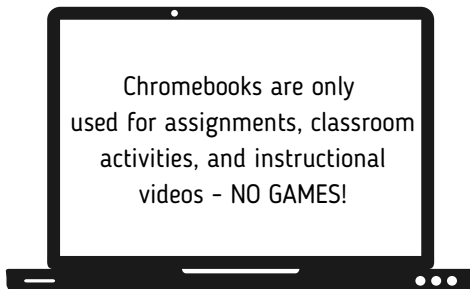 Chromebooks are only
used for assignments, classroom
activities, and instructional
videos - NO GAMES!